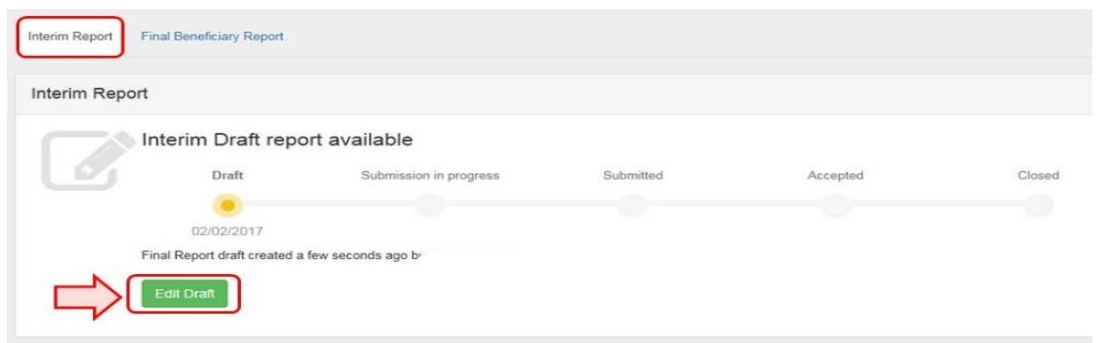 Interim Report Final Beneficiary Report
Interim Report
Interim Draft report available
Draft Submission in progress Submitted Accepted Closed
02/02/2017
Final Report draft created a few seconds ago by
Edit Draft